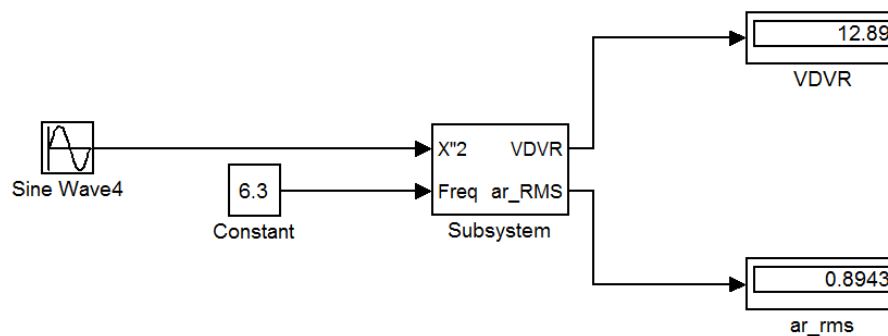 12.89
VDVR
X"2 VDVR
Sine Wave4
6.3
Freq ar_RMS
Constant
Subsystem
0.8943
ar_rms